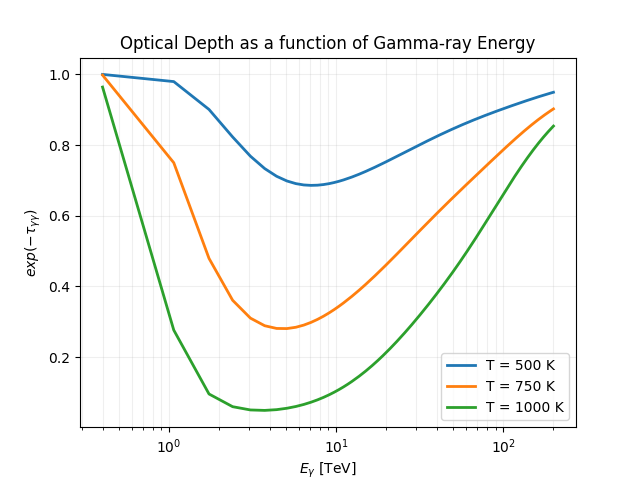 Optical Depth as a function of Gamma-ray Energy
1.0
0.8
0.6
0.4
0.2
exp(−τγγ)
T = 500 K
T = 750 K
T = 1000 K
10⁰ 10¹ 10²
Eγ [TeV]